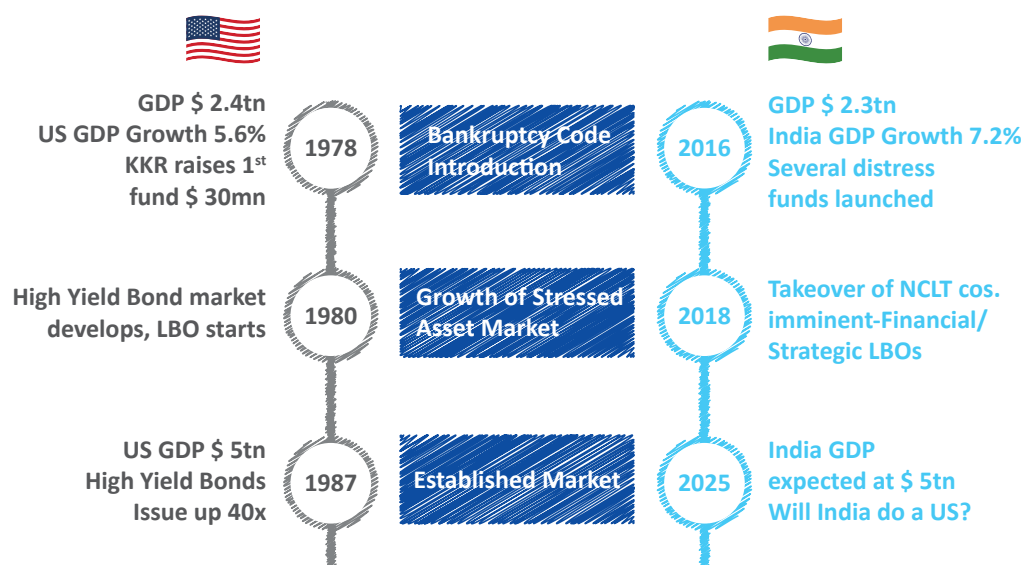 GDP $ 2.4tn
US GDP Growth 5.6%
KKR raises 1st
fund $ 30mn
1978
Bankruptcy Code
Introduction
2016
GDP $ 2.3tn
India GDP Growth 7.2%
Several distress
funds launched
High Yield Bond market
develops, LBO starts
1980
Growth of Stressed
Asset Market
2018
Takeover of NCLT cos.
imminent-Financial/
Strategic LBOs
US GDP $ 5tn
High Yield Bonds
Issue up 40x
1987
Established Market
2025
India GDP
expected at $ 5tn
Will India do a US?